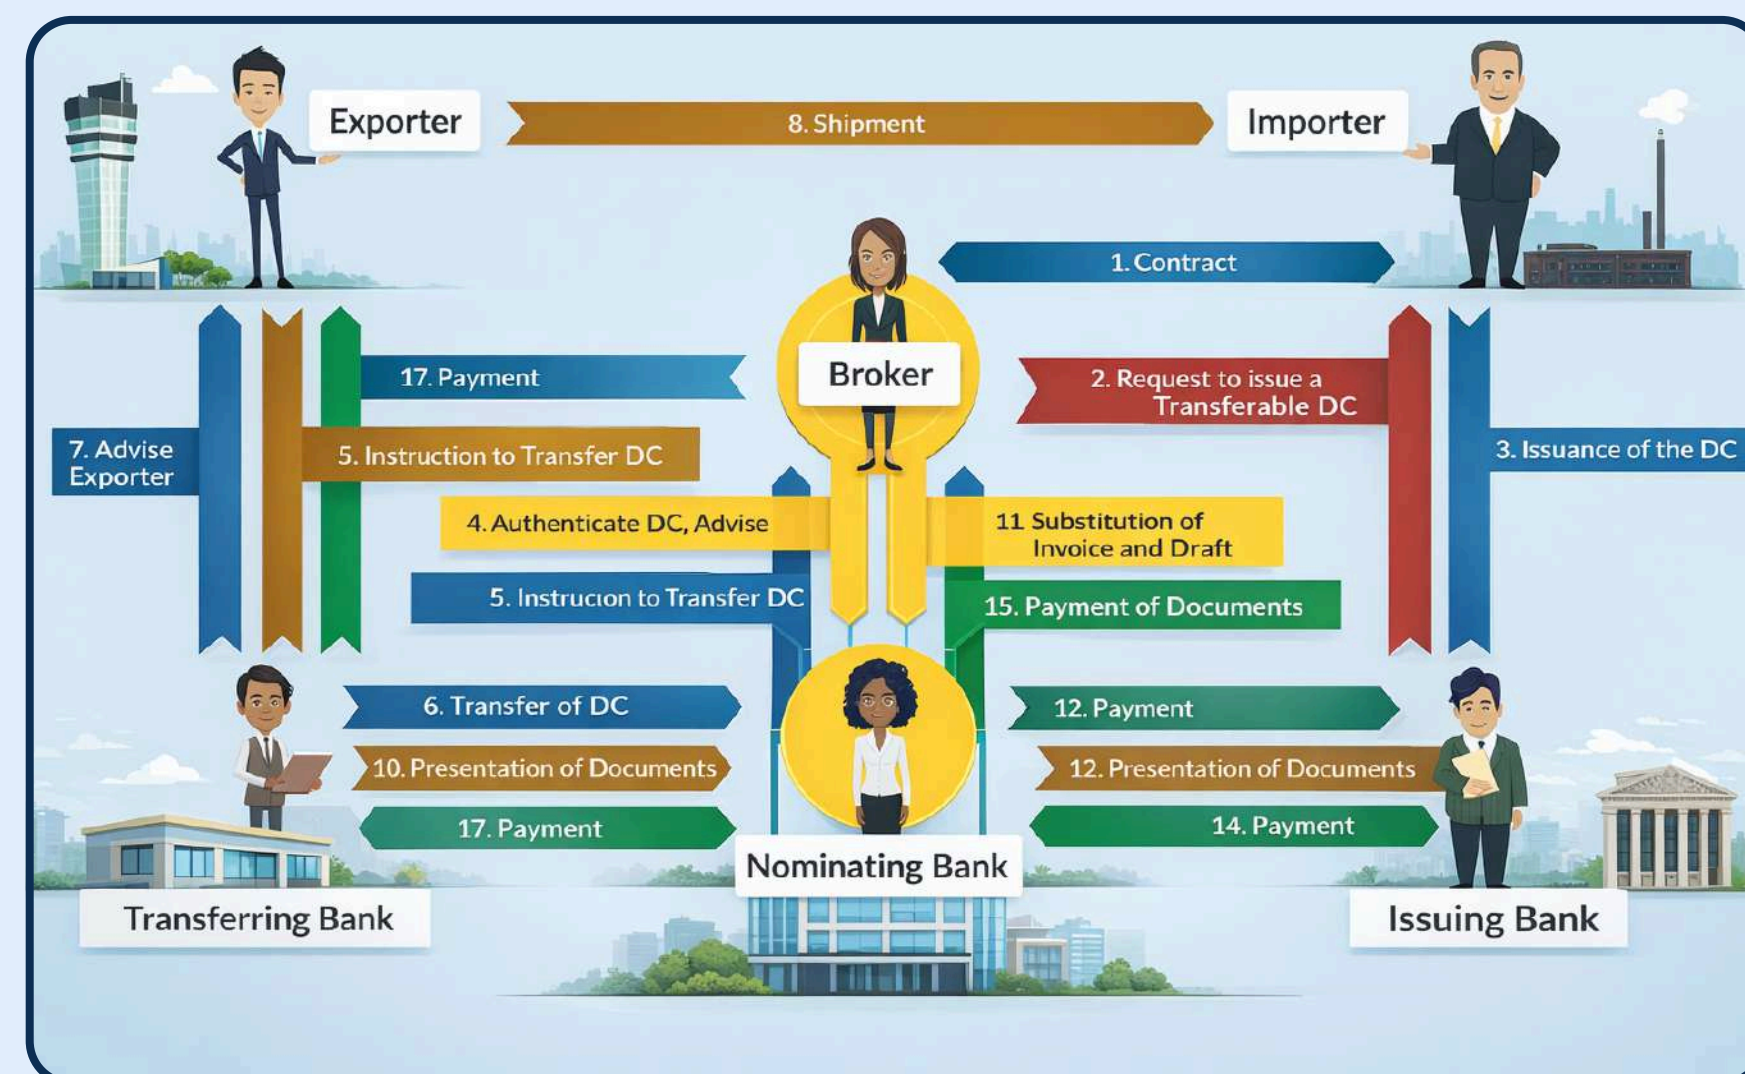 Exporter
8. Shipment
Importer
1. Contract
Broker
17. Payment
2. Request to issue a
Transferable DC
7. Advise
Exporter
5. Instruction to Transfer DC
3. Issuance of the DC
4. Authenticate DC, Advise
11 Substitution of
Invoice and Draft
5. Instrucıon to Transfer DC
15. Payment of Documents
6. Transfer of DC
12. Payment
10. Presentation of Documents
12. Presentation of Documents
17. Payment
14. Payment
Nominating Bank
Transferring Bank
Issuing Bank